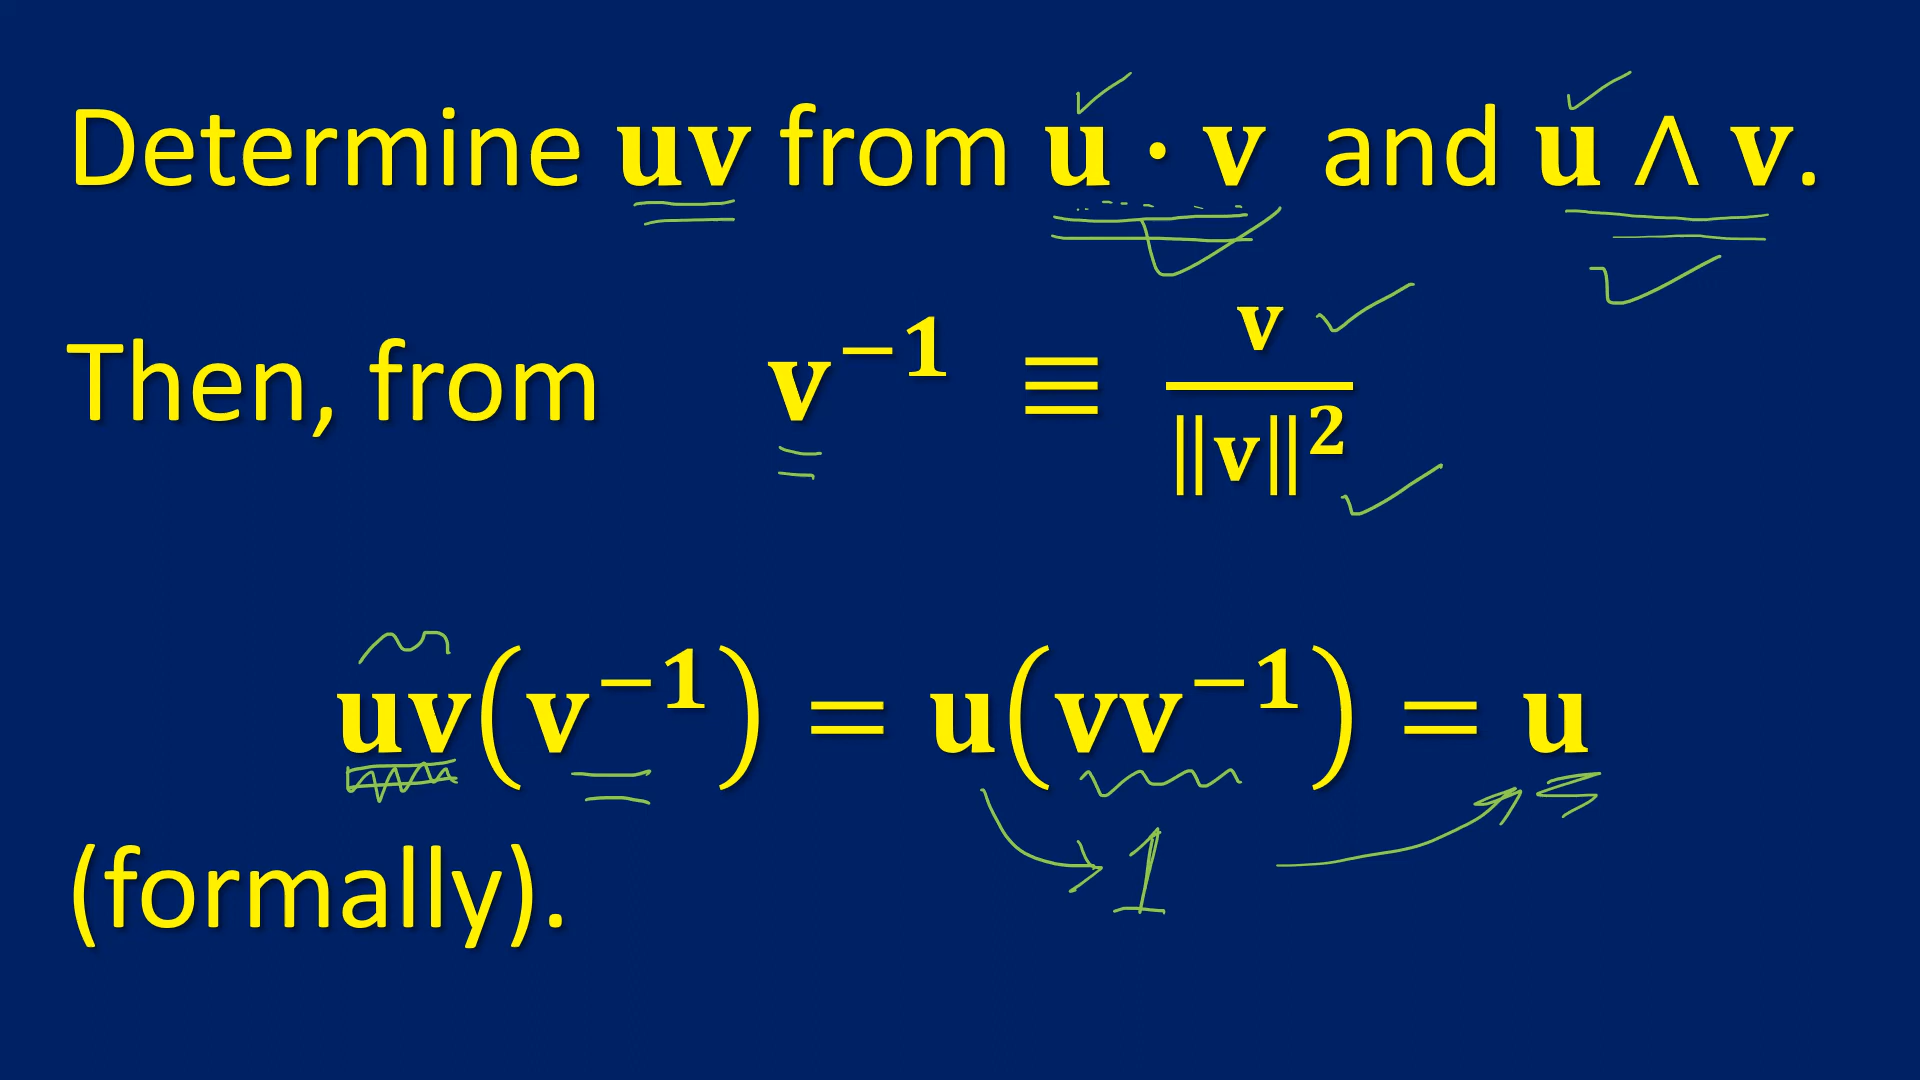 Determine uv from u · v and u ∧ v.
Then, from v⁻¹ ≡ v/‖v‖²
uv(v⁻¹) = u(vv⁻¹) = u
1
(formally).